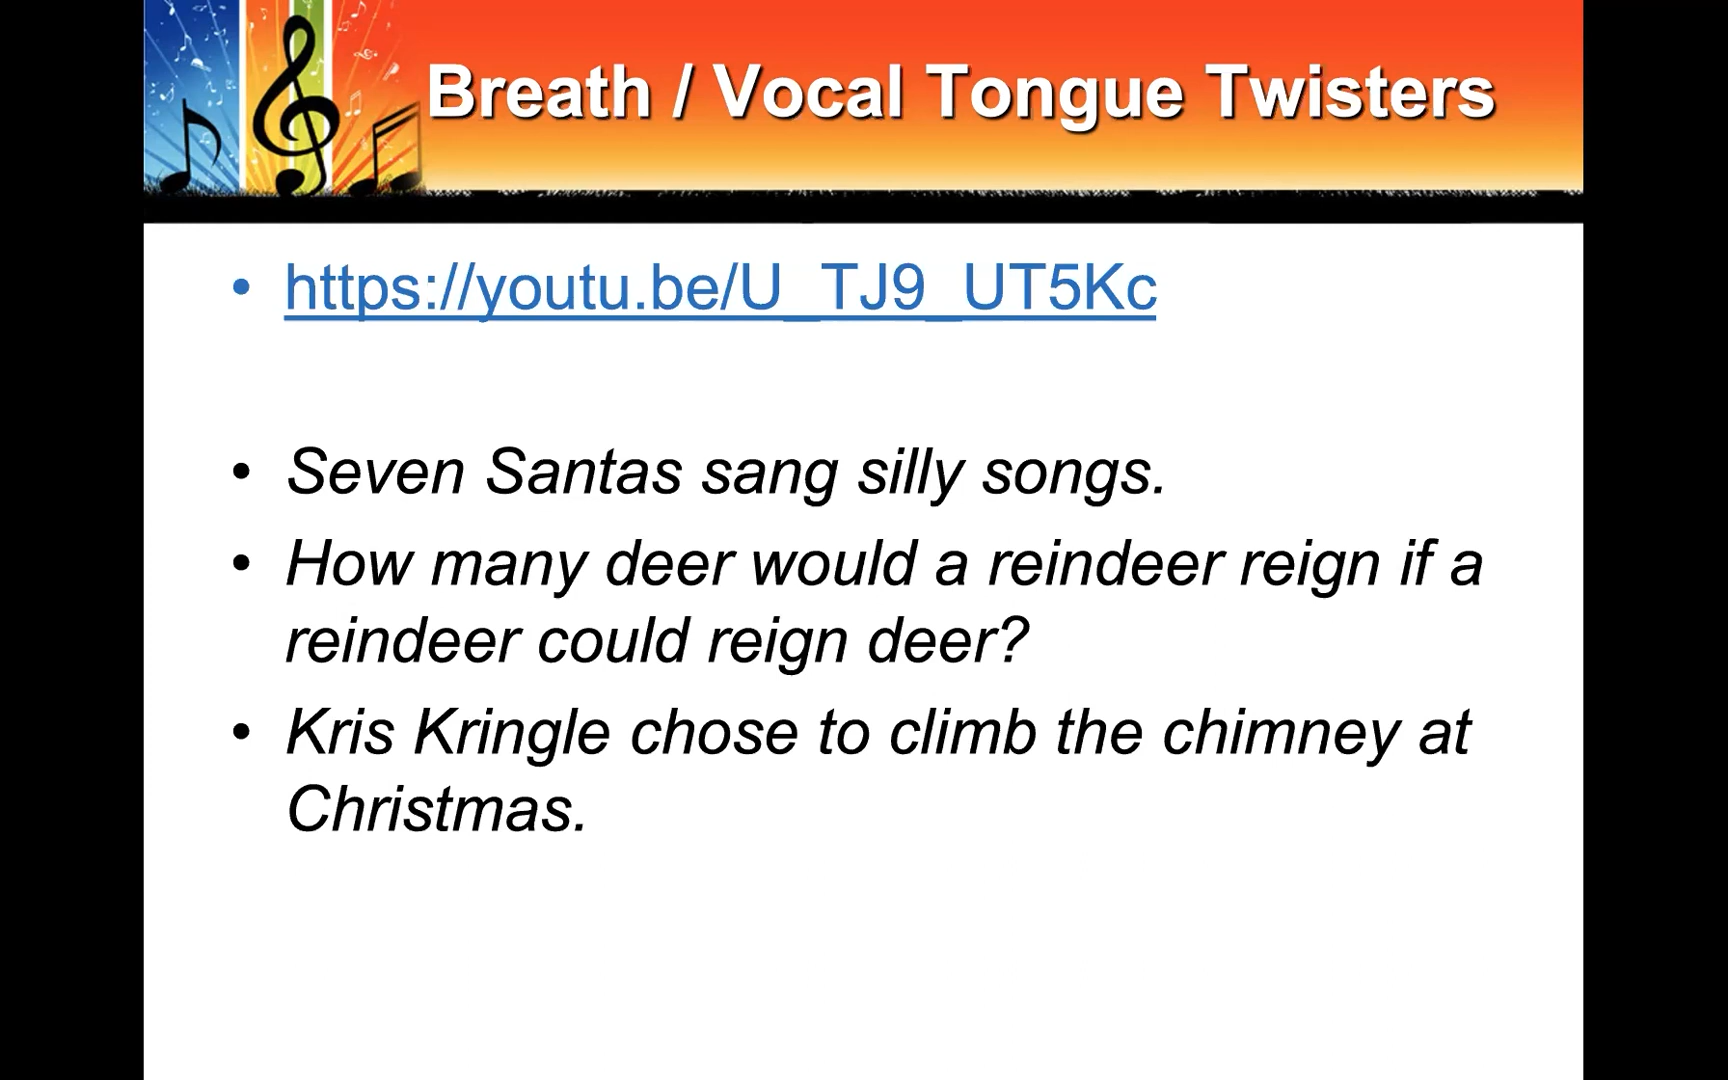 Breath / Vocal Tongue Twisters
• https://youtu.be/U_TJ9_UT5Kc
• Seven Santas sang silly songs.
• How many deer would a reindeer reign if a
reindeer could reign deer?
• Kris Kringle chose to climb the chimney at
Christmas.